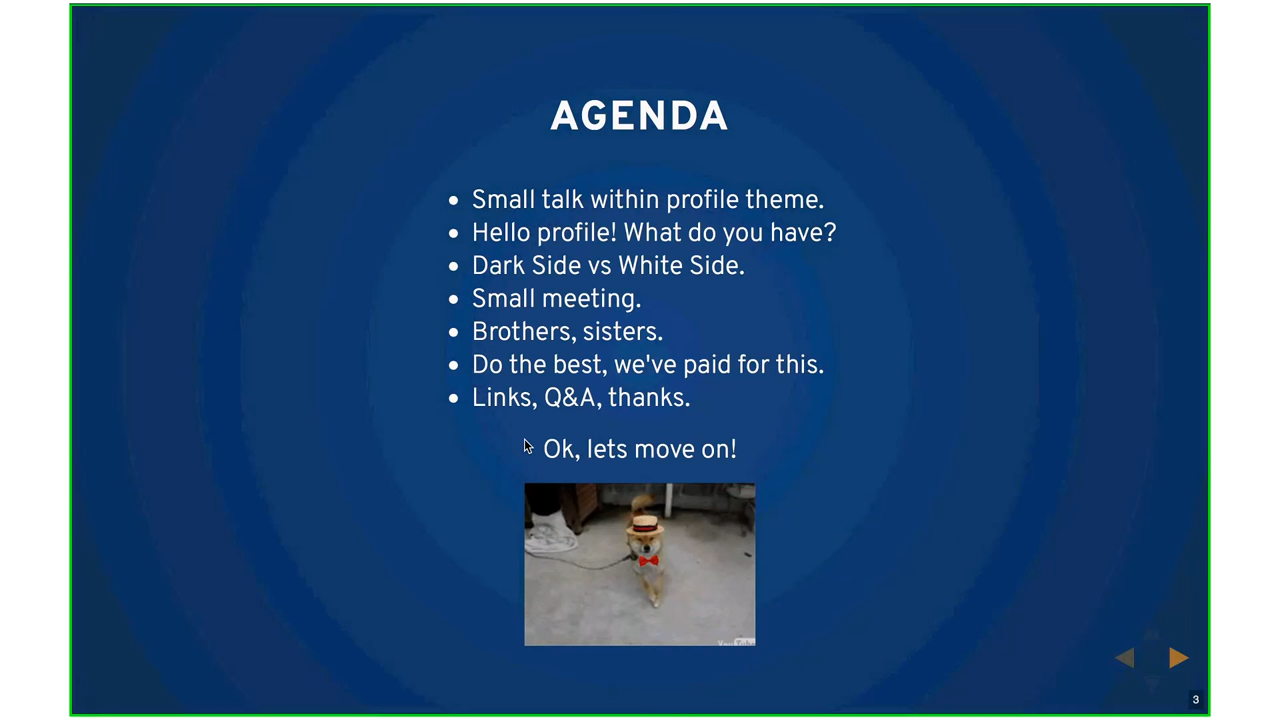 AGENDA
Small talk within profile theme.
Hello profile! What do you have?
Dark Side vs White Side.
Small meeting.
Brothers, sisters.
Do the best, we've paid for this.
Links, Q&A, thanks.
Ok, lets move on!
YouTube
3